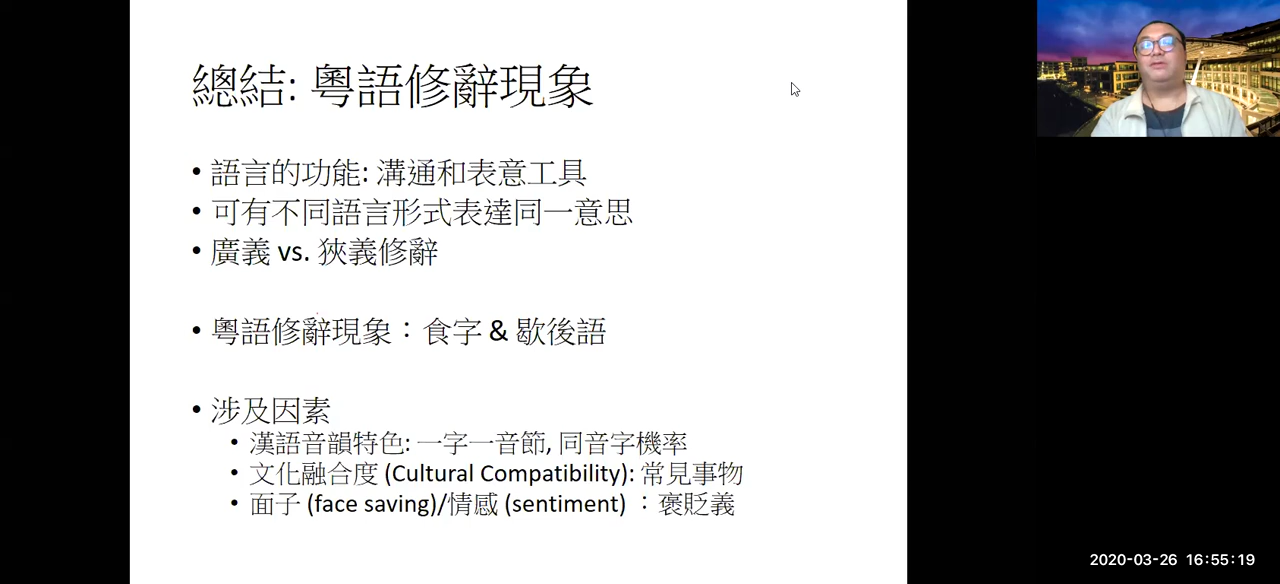 總結: 粵語修辭現象
• 語言的功能: 溝通和表意工具
• 可有不同語言形式表達同一意思
• 廣義 vs. 狹義修辭
• 粵語修辭現象：食字 & 歇後語
• 涉及因素
• 漢語音韻特色: 一字一音節, 同音字機率
• 文化融合度 (Cultural Compatibility): 常見事物
• 面子 (face saving)/情感 (sentiment) ：褒貶義
2020-03-26 16:55:19